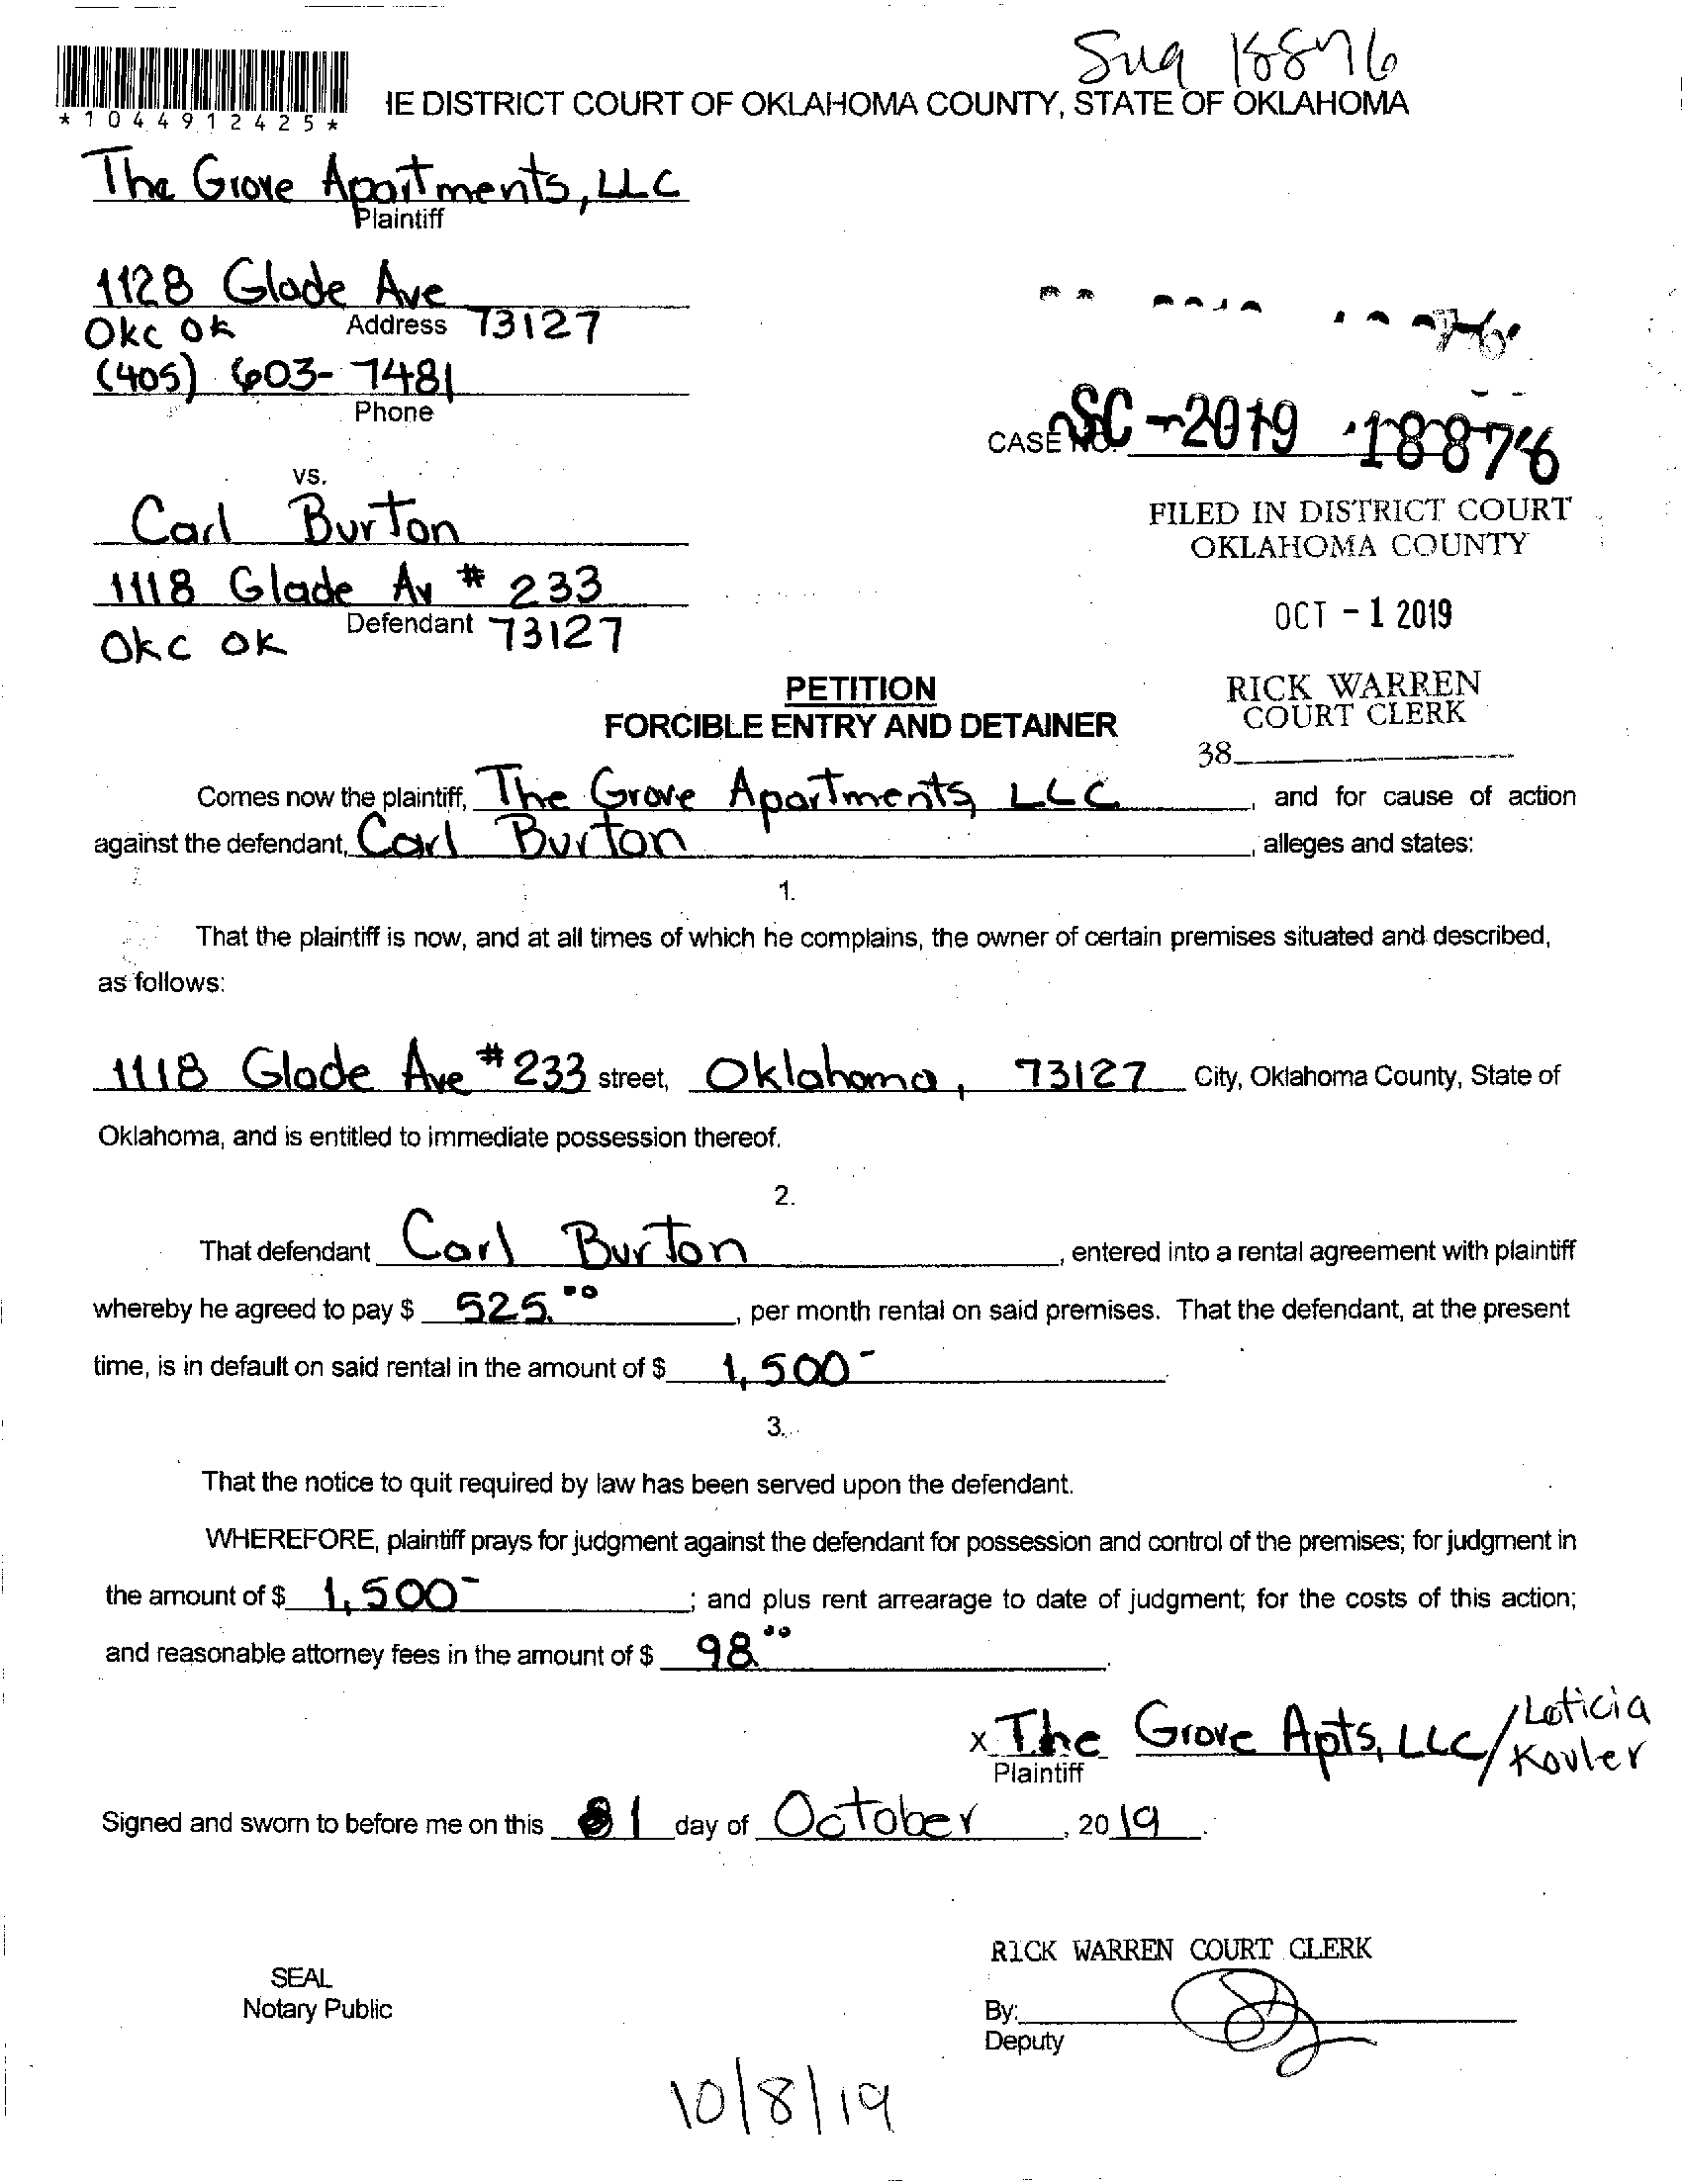 18876
*1044912425*
IE DISTRICT COURT OF OKLAHOMA COUNTY, STATE OF OKLAHOMA
The Grove Apartments, LLC
Plaintiff
1128 Glade Ave
Okc Ok Address 73127
(405) 603-7481
Phone
CASE NO. SC-2019 18876
vs.
Carl Burton
FILED IN DISTRICT COURT
OKLAHOMA COUNTY
1118 Glade Av # 233
Defendant
Okc OK 73127
OCT - 1 2019
PETITION
FORCIBLE ENTRY AND DETAINER
RICK WARREN
COURT CLERK
38
Comes now the plaintiff, The Grove Apartments, LLC, and for cause of action
against the defendant, Carl Burton, alleges and states:
1.
That the plaintiff is now, and at all times of which he complains, the owner of certain premises situated and described,
as follows:
1118 Glade Ave #233 street, Oklahoma, 73127 City, Oklahoma County, State of
Oklahoma, and is entitled to immediate possession thereof.
2.
That defendant Carl Burton, entered into a rental agreement with plaintiff
whereby he agreed to pay $ 525.00, per month rental on said premises. That the defendant, at the present
time, is in default on said rental in the amount of $ 1,500-
3.
That the notice to quit required by law has been served upon the defendant.
WHEREFORE, plaintiff prays for judgment against the defendant for possession and control of the premises; for judgment in
the amount of $ 1,500-; and plus rent arrearage to date of judgment; for the costs of this action;
and reasonable attorney fees in the amount of $ 98.00.
x The Grove Apts, LLC/Leticia Kovler
Plaintiff
Signed and sworn to before me on this 1 day of October, 2019.
RICK WARREN COURT CLERK
SEAL
Notary Public
By:
Deputy
10/8/19